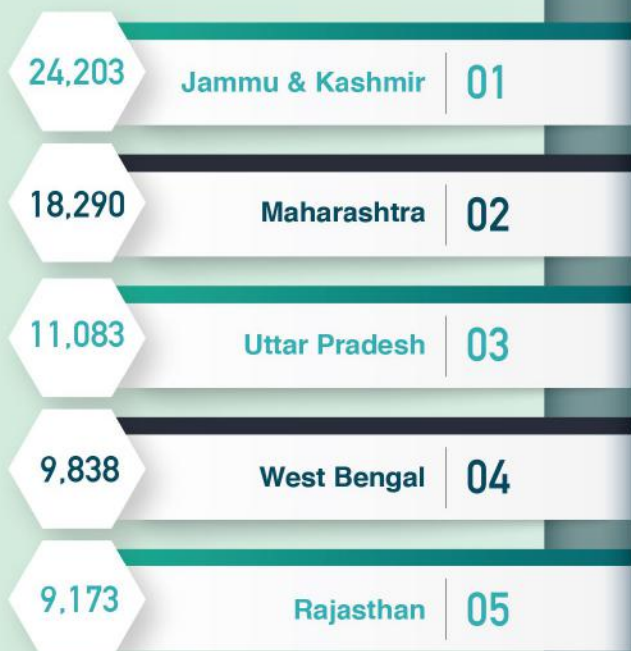 24,203 Jammu & Kashmir 01
18,290 Maharashtra 02
11,083 Uttar Pradesh 03
9,838 West Bengal 04
9,173 Rajasthan 05